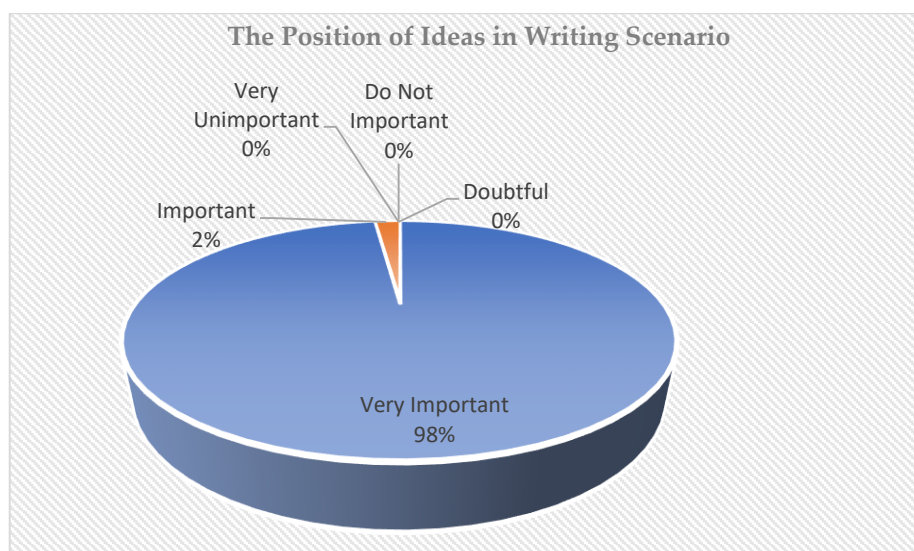 The Position of Ideas in Writing Scenario
Very
Unimportant
0%
Do Not
Important
0%
Doubtful
0%
Important
2%
Very Important
98%